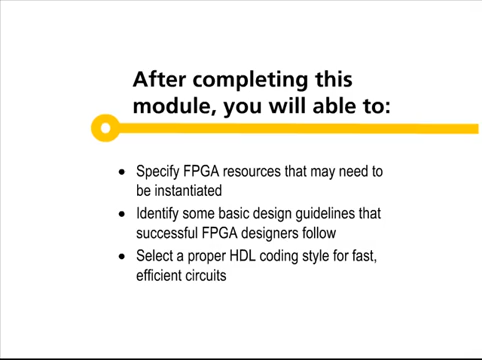 After completing this
module, you will able to:
• Specify FPGA resources that may need to
be instantiated
• Identify some basic design guidelines that
successful FPGA designers follow
• Select a proper HDL coding style for fast,
efficient circuits